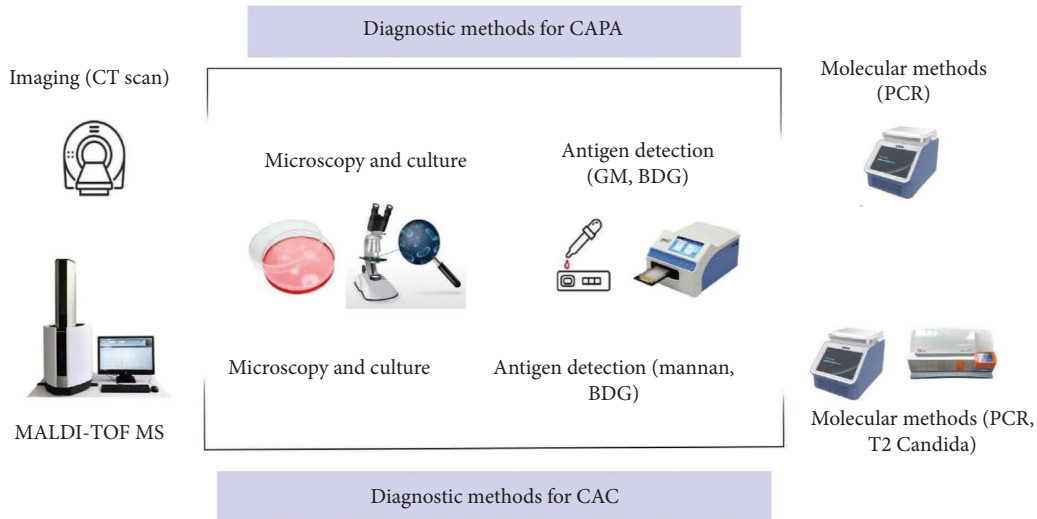 Diagnostic methods for CAPA
Imaging (CT scan)
Molecular methods
(PCR)
Microscopy and culture
Antigen detection
(GM, BDG)
Microscopy and culture
Antigen detection (mannan,
BDG)
MALDI-TOF MS
Molecular methods (PCR,
T2 Candida)
Diagnostic methods for CAC